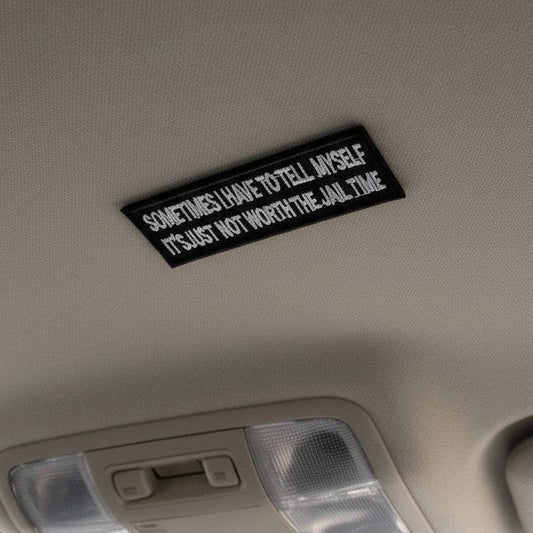 SOMETIMES I HAVE TO TELL MYSELF
IT'S JUST NOT WORTH THE JAIL TIME